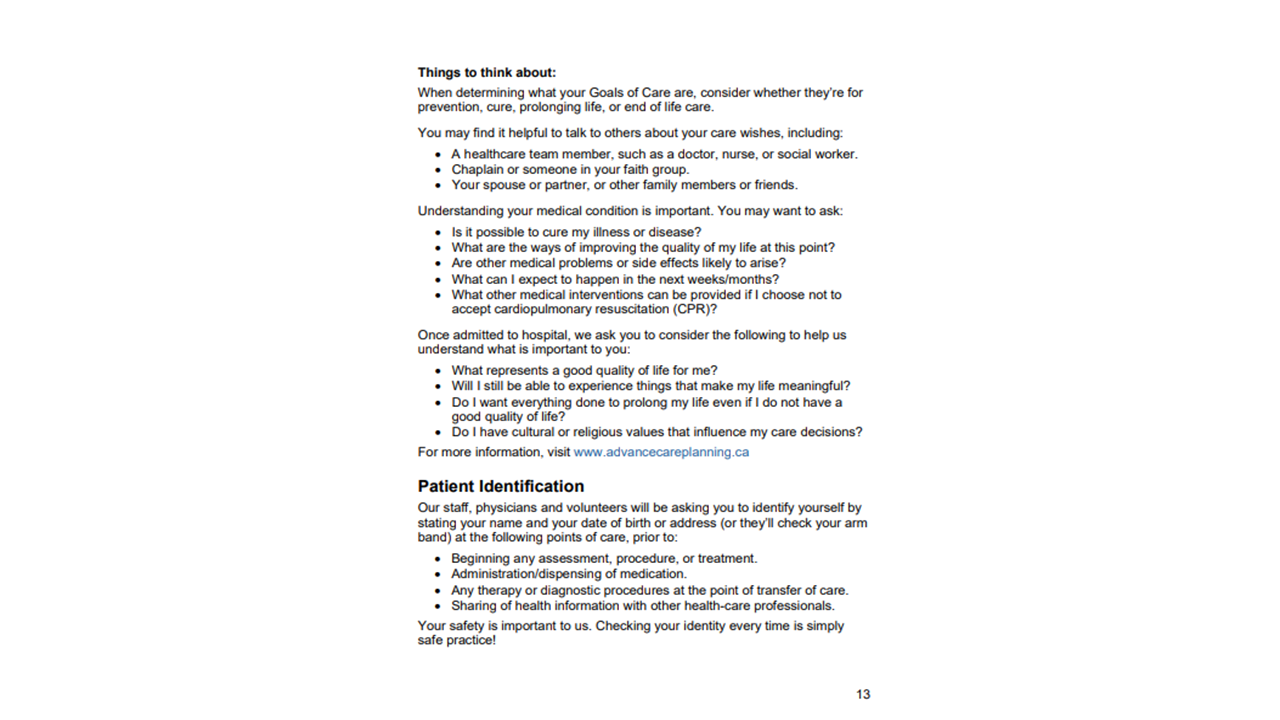 Things to think about:
When determining what your Goals of Care are, consider whether they're for
prevention, cure, prolonging life, or end of life care.
You may find it helpful to talk to others about your care wishes, including:
• A healthcare team member, such as a doctor, nurse, or social worker.
• Chaplain or someone in your faith group.
• Your spouse or partner, or other family members or friends.
Understanding your medical condition is important. You may want to ask:
• Is it possible to cure my illness or disease?
• What are the ways of improving the quality of my life at this point?
• Are other medical problems or side effects likely to arise?
• What can I expect to happen in the next weeks/months?
• What other medical interventions can be provided if I choose not to
accept cardiopulmonary resuscitation (CPR)?
Once admitted to hospital, we ask you to consider the following to help us
understand what is important to you:
• What represents a good quality of life for me?
• Will I still be able to experience things that make my life meaningful?
• Do I want everything done to prolong my life even if I do not have a
good quality of life?
• Do I have cultural or religious values that influence my care decisions?
For more information, visit www.advancecareplanning.ca
Patient Identification
Our staff, physicians and volunteers will be asking you to identify yourself by
stating your name and your date of birth or address (or they'll check your arm
band) at the following points of care, prior to:
• Beginning any assessment, procedure, or treatment.
• Administration/dispensing of medication.
• Any therapy or diagnostic procedures at the point of transfer of care.
• Sharing of health information with other health-care professionals.
Your safety is important to us. Checking your identity every time is simply
safe practice!
13